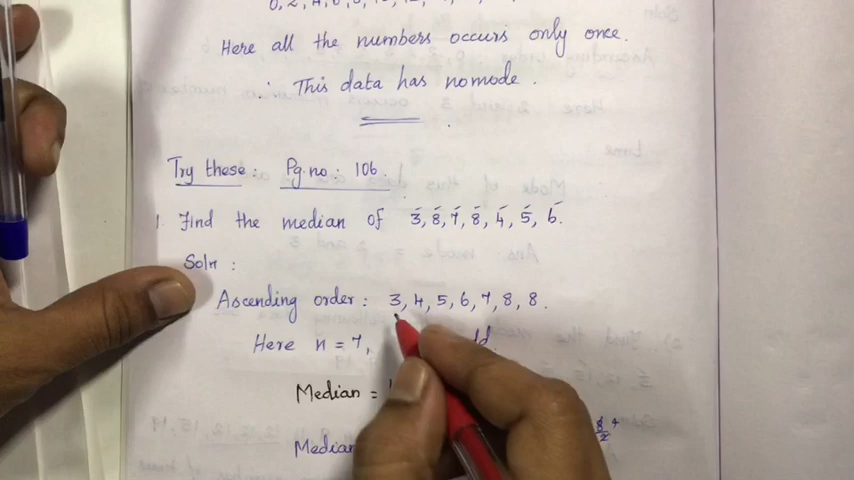 Here all the numbers occurs only once.
∴ This data has nomode.
Try these: Pg.no: 106.
1. Find the median of 3, 8, 7, 8, 4, 5, 6.
Soln :
Ascending order: 3, 4, 5, 6, 7, 8, 8.
Here n = 7,
Median =
Median